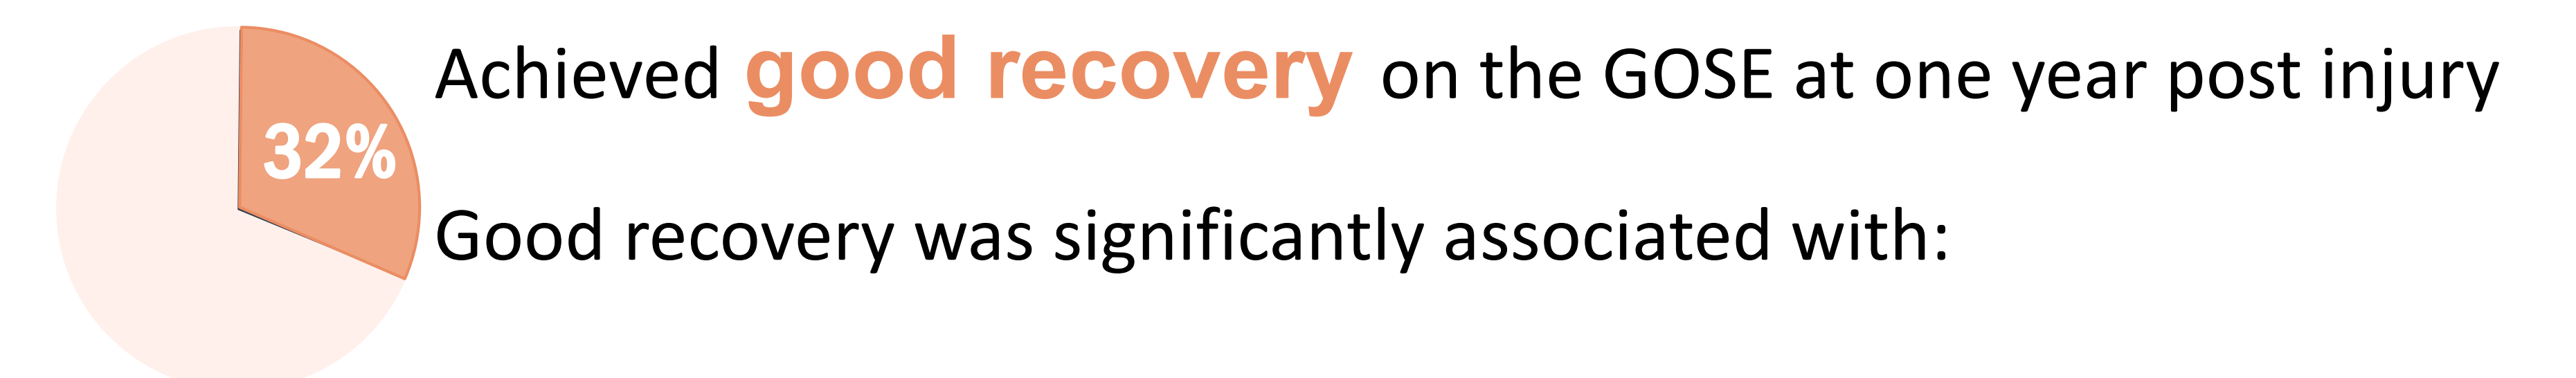 Achieved good recovery on the GOSE at one year post injury
32%
Good recovery was significantly associated with: